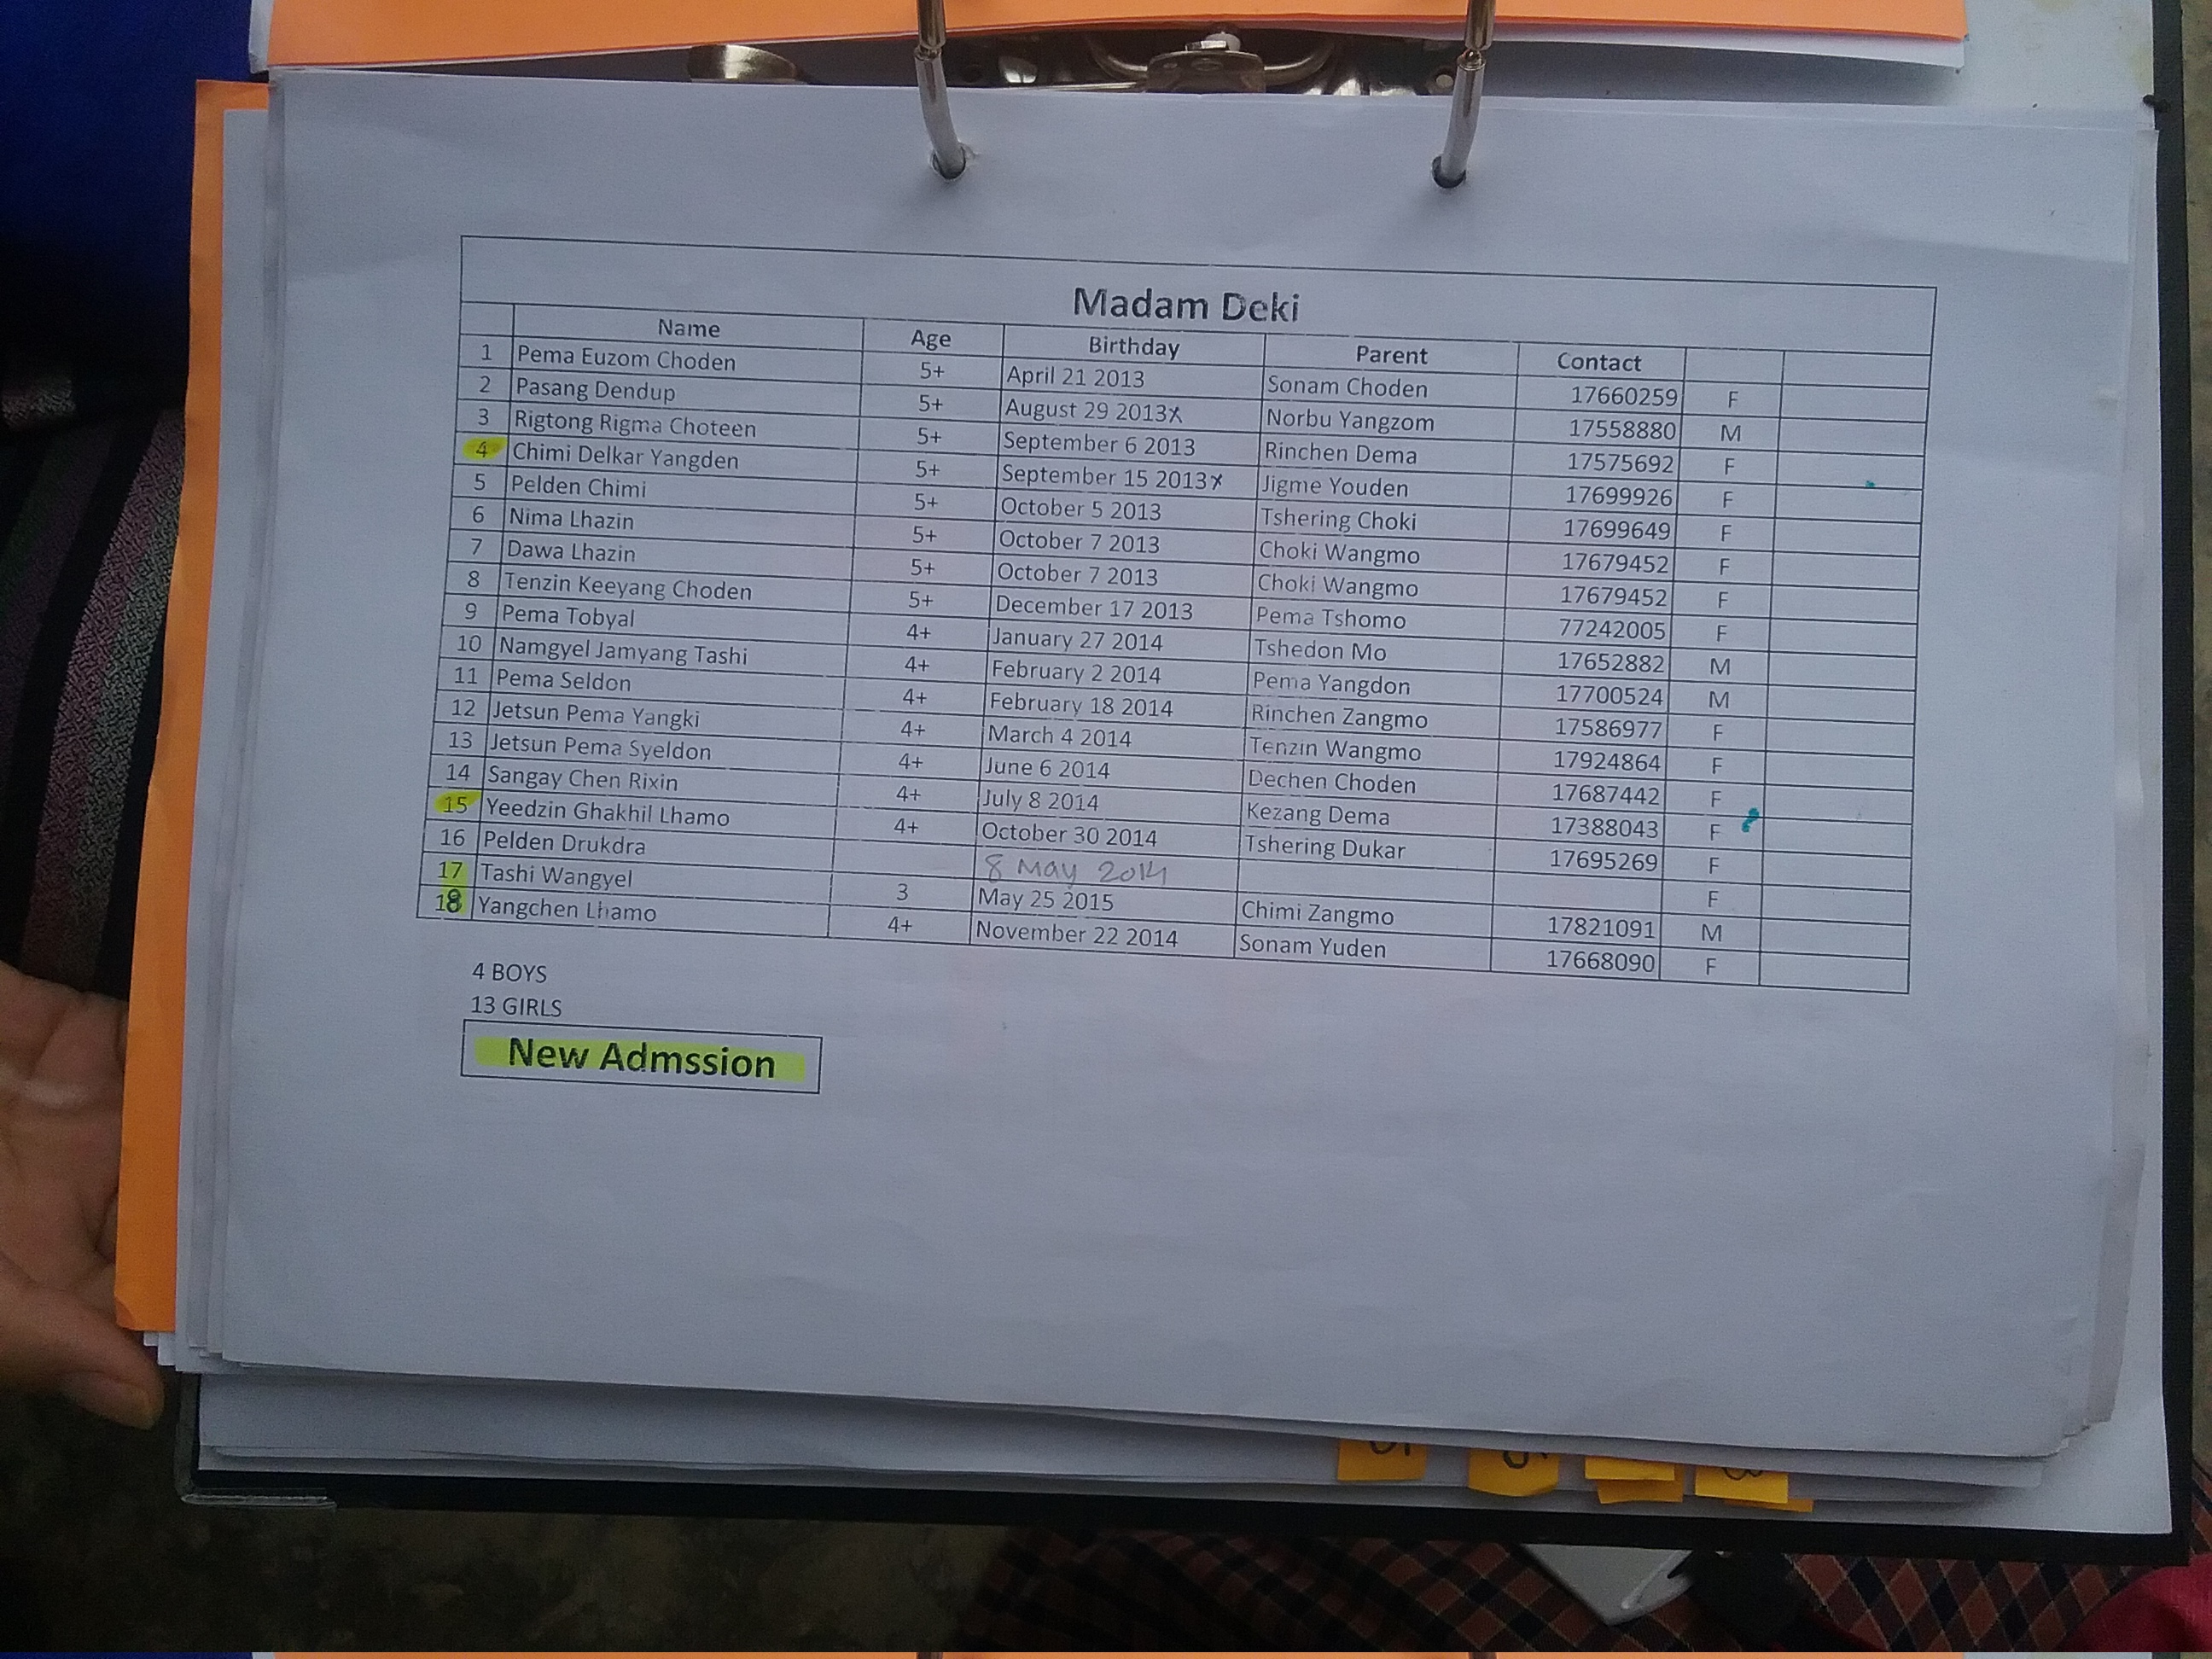 Madam Deki
Name Age Birthday Parent Contact
1 Pema Euzom Choden 5+ April 21 2013 Sonam Choden 17660259 F
2 Pasang Dendup 5+ August 29 2013x Norbu Yangzom 17558880 M
3 Rigtong Rigma Choteen 5+ September 6 2013 Rinchen Dema 17575692 F
4 Chimi Delkar Yangden 5+ September 15 2013x Jigme Youden 17699926 F
5 Pelden Chimi 5+ October 5 2013 Tshering Choki 17699649 F
6 Nima Lhazin 5+ October 7 2013 Choki Wangmo 17679452 F
7 Dawa Lhazin 5+ October 7 2013 Choki Wangmo 17679452 F
8 Tenzin Keeyang Choden 5+ December 17 2013 Pema Tshomo 77242005 F
9 Pema Tobyal 4+ January 27 2014 Tshedon Mo 17652882 M
10 Namgyel Jamyang Tashi 4+ February 2 2014 Pema Yangdon 17700524 M
11 Pema Seldon 4+ February 18 2014 Rinchen Zangmo 17586977 F
12 Jetsun Pema Yangki 4+ March 4 2014 Tenzin Wangmo 17924864 F
13 Jetsun Pema Syeldon 4+ June 6 2014 Dechen Choden 17687442 F
14 Sangay Chen Rixin 4+ July 8 2014 Kezang Dema 17388043 F
15 Yeedzin Ghakhil Lhamo 4+ October 30 2014 Tshering Dukar 17695269 F
16 Pelden Drukdra 8 May 2014 F
17 Tashi Wangyel 3 May 25 2015 Chimi Zangmo 17821091 M
18 Yangchen Lhamo 4+ November 22 2014 Sonam Yuden 17668090 F
4 BOYS
13 GIRLS
New Admssion